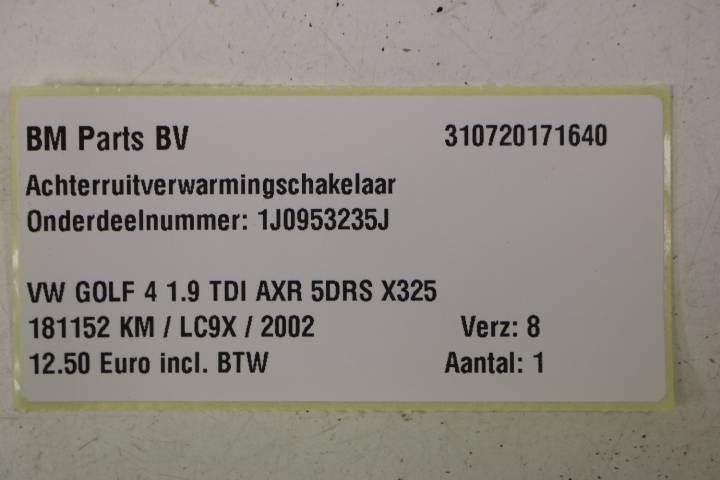 BM Parts BV 310720171640
Achterruitverwarmingschakelaar
Onderdeelnummer: 1J0953235J
VW GOLF 4 1.9 TDI AXR 5DRS X325
181152 KM / LC9X / 2002 Verz: 8
12.50 Euro incl. BTW Aantal: 1